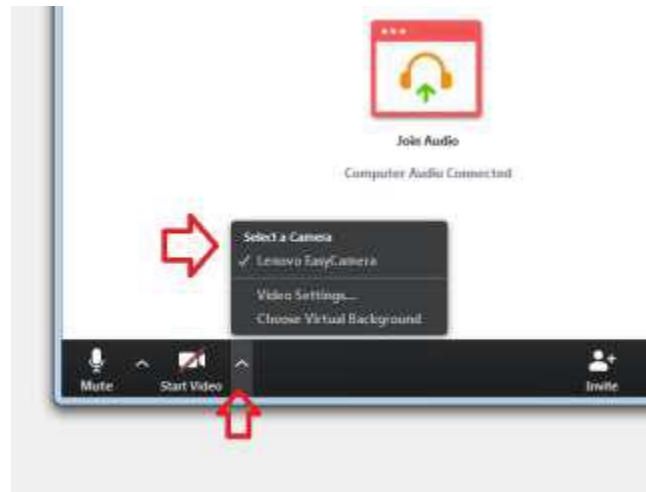 Join Audio
Computer Audio Connected
Select a Camera
Lenovo EasyCamera
Video Settings...
Choose Virtual Background
Mute
Start Video
Invite